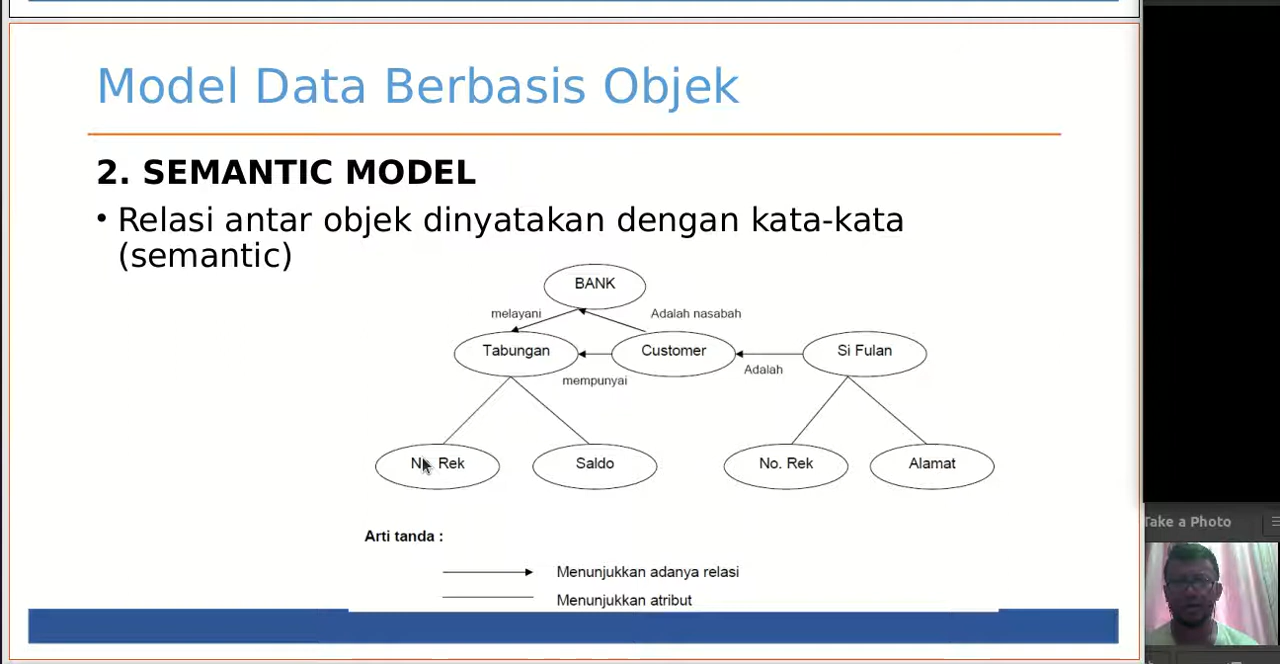 Model Data Berbasis Objek
2. SEMANTIC MODEL
• Relasi antar objek dinyatakan dengan kata-kata
(semantic)
BANK
melayani
Adalah nasabah
Tabungan
Customer
Si Fulan
mempunyai
Adalah
Rek
Saldo
No. Rek
Alamat
Arti tanda :
Menunjukkan adanya relasi
Menunjukkan atribut
Take a Photo